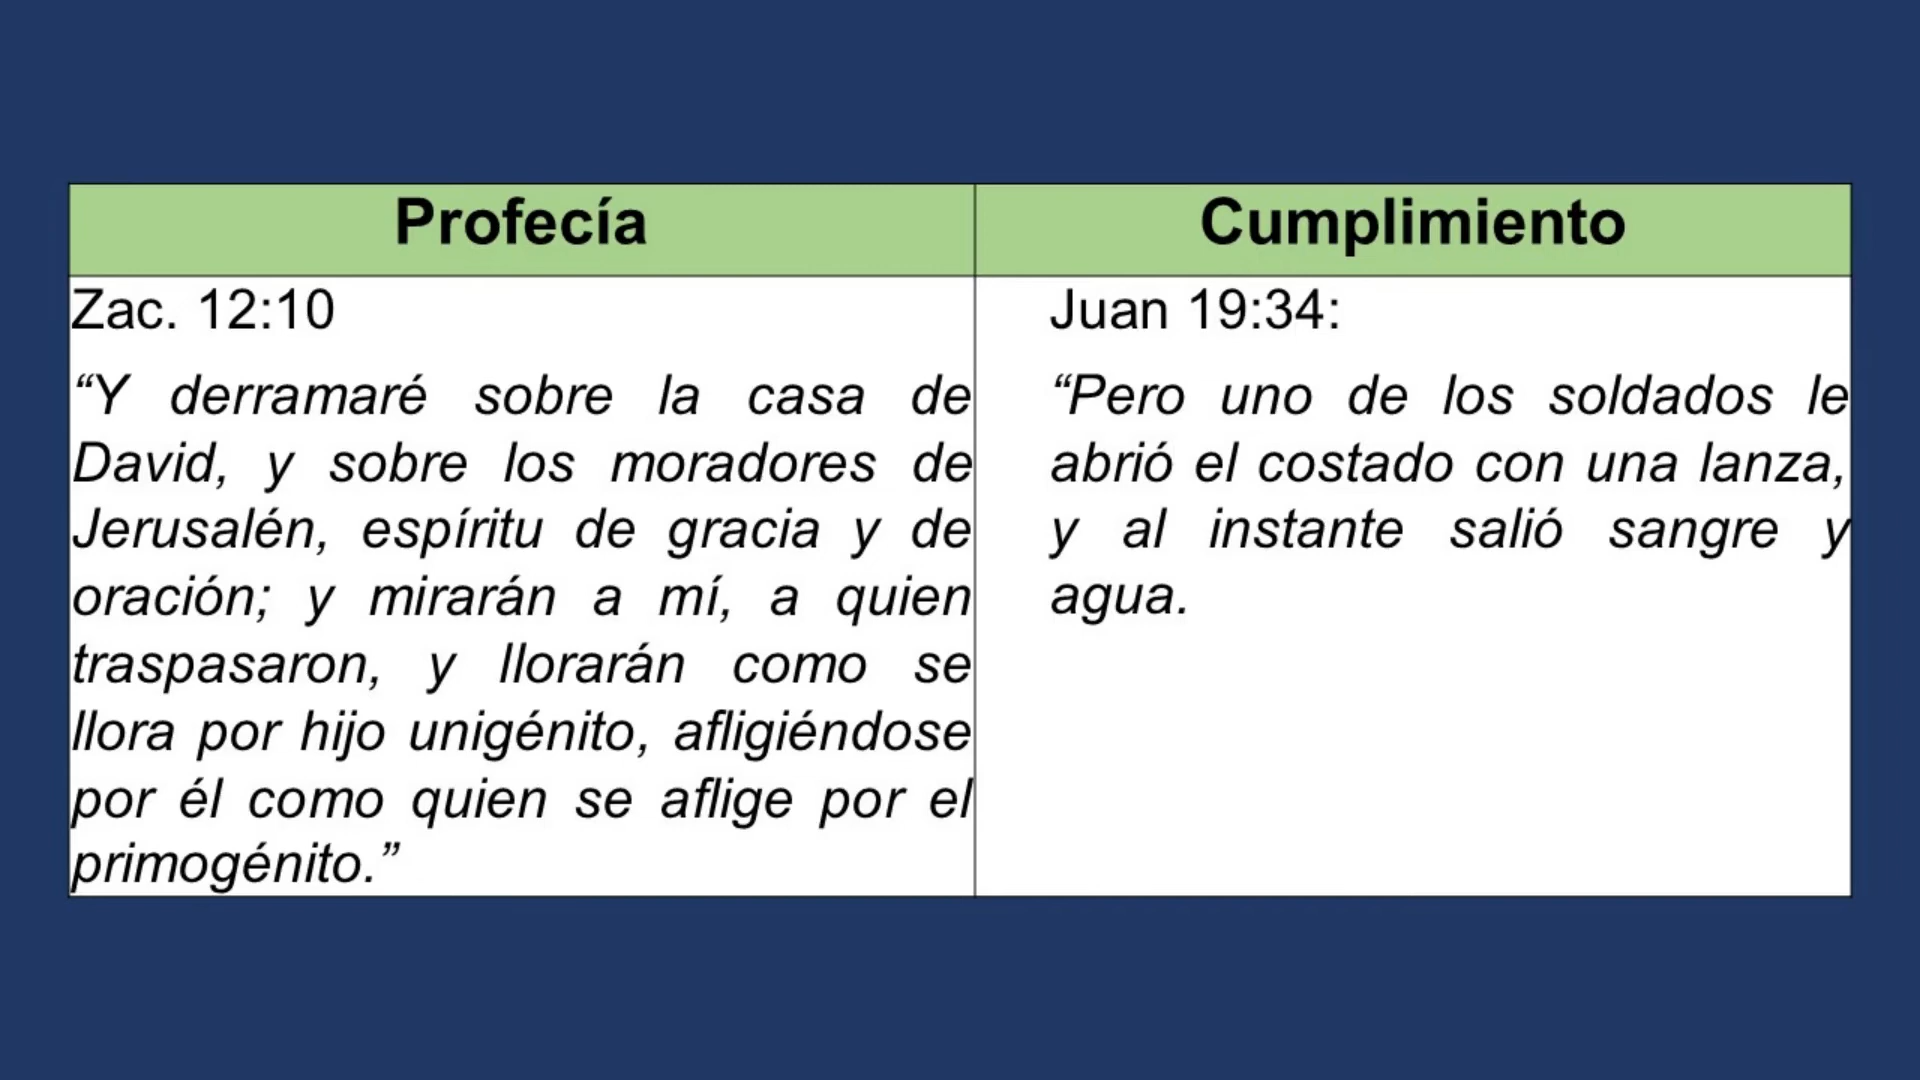 Profecía
Cumplimiento
Zac. 12:10
“Y derramaré sobre la casa de
David, y sobre los moradores de
Jerusalén, espíritu de gracia y de
oración; y mirarán a mí, a quien
traspasaron, y llorarán como se
llora por hijo unigénito, afligiéndose
por él como quien se aflige por el
primogénito.”
Juan 19:34:
“Pero uno de los soldados le
abrió el costado con una lanza,
y al instante salió sangre y
agua.